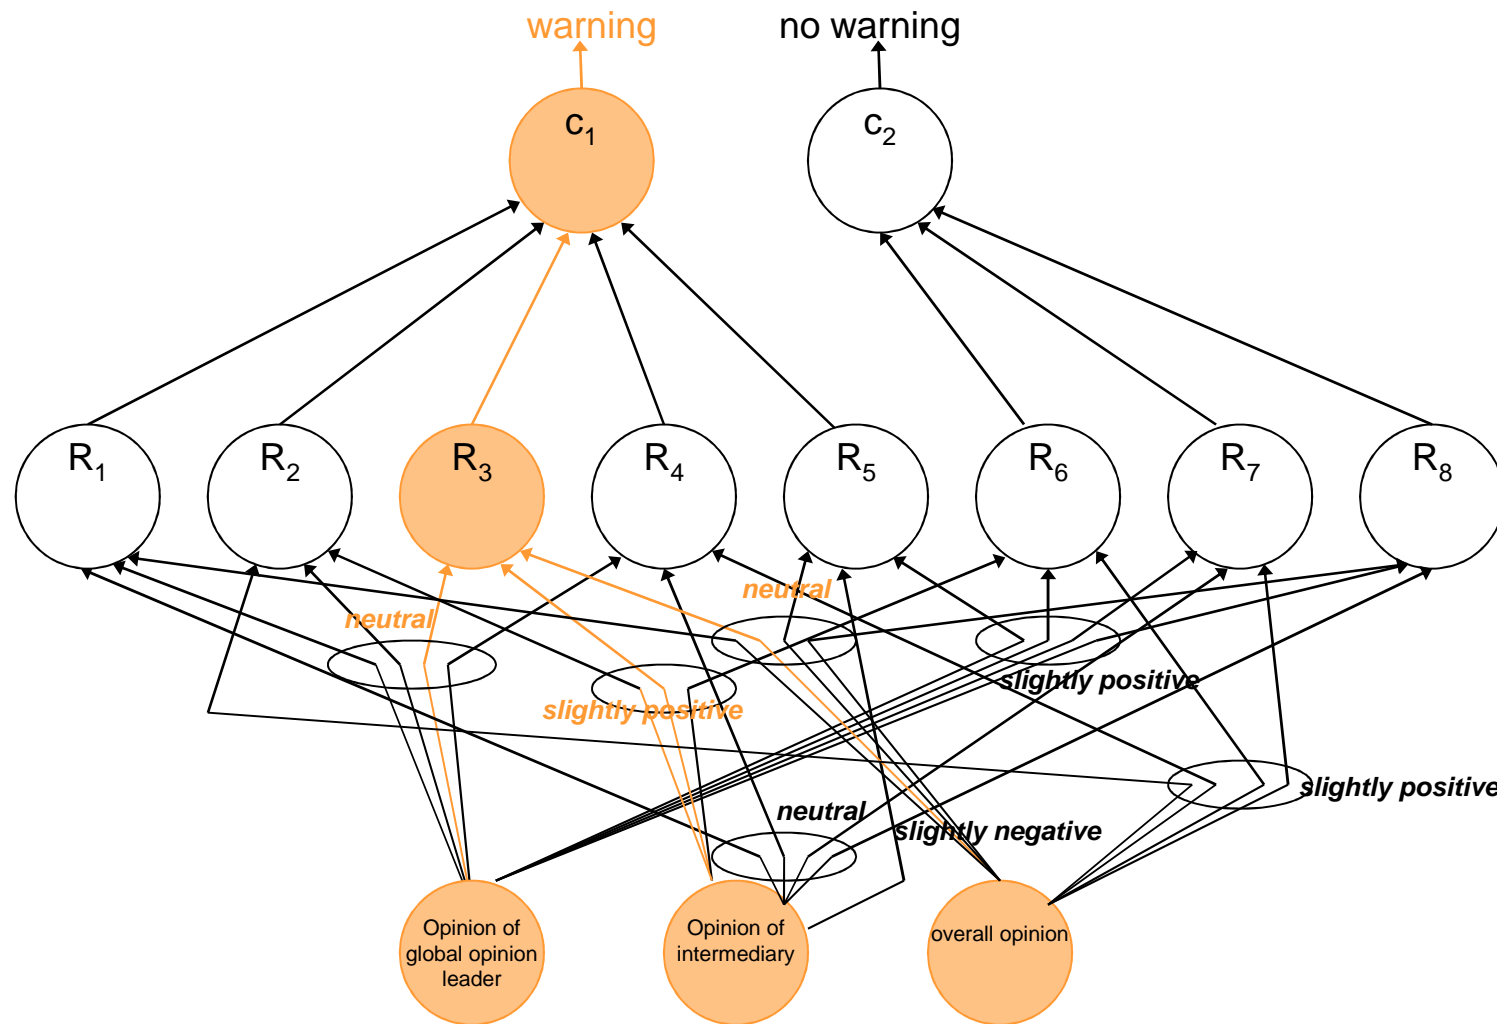 warning
no warning
c1
c2
R1
R2
R3
R4
R5
R6
R7
R8
neutral
neutral
slightly positive
slightly positive
slightly positive
neutral
slightly negative
Opinion of
global opinion
leader
Opinion of
intermediary
overall opinion